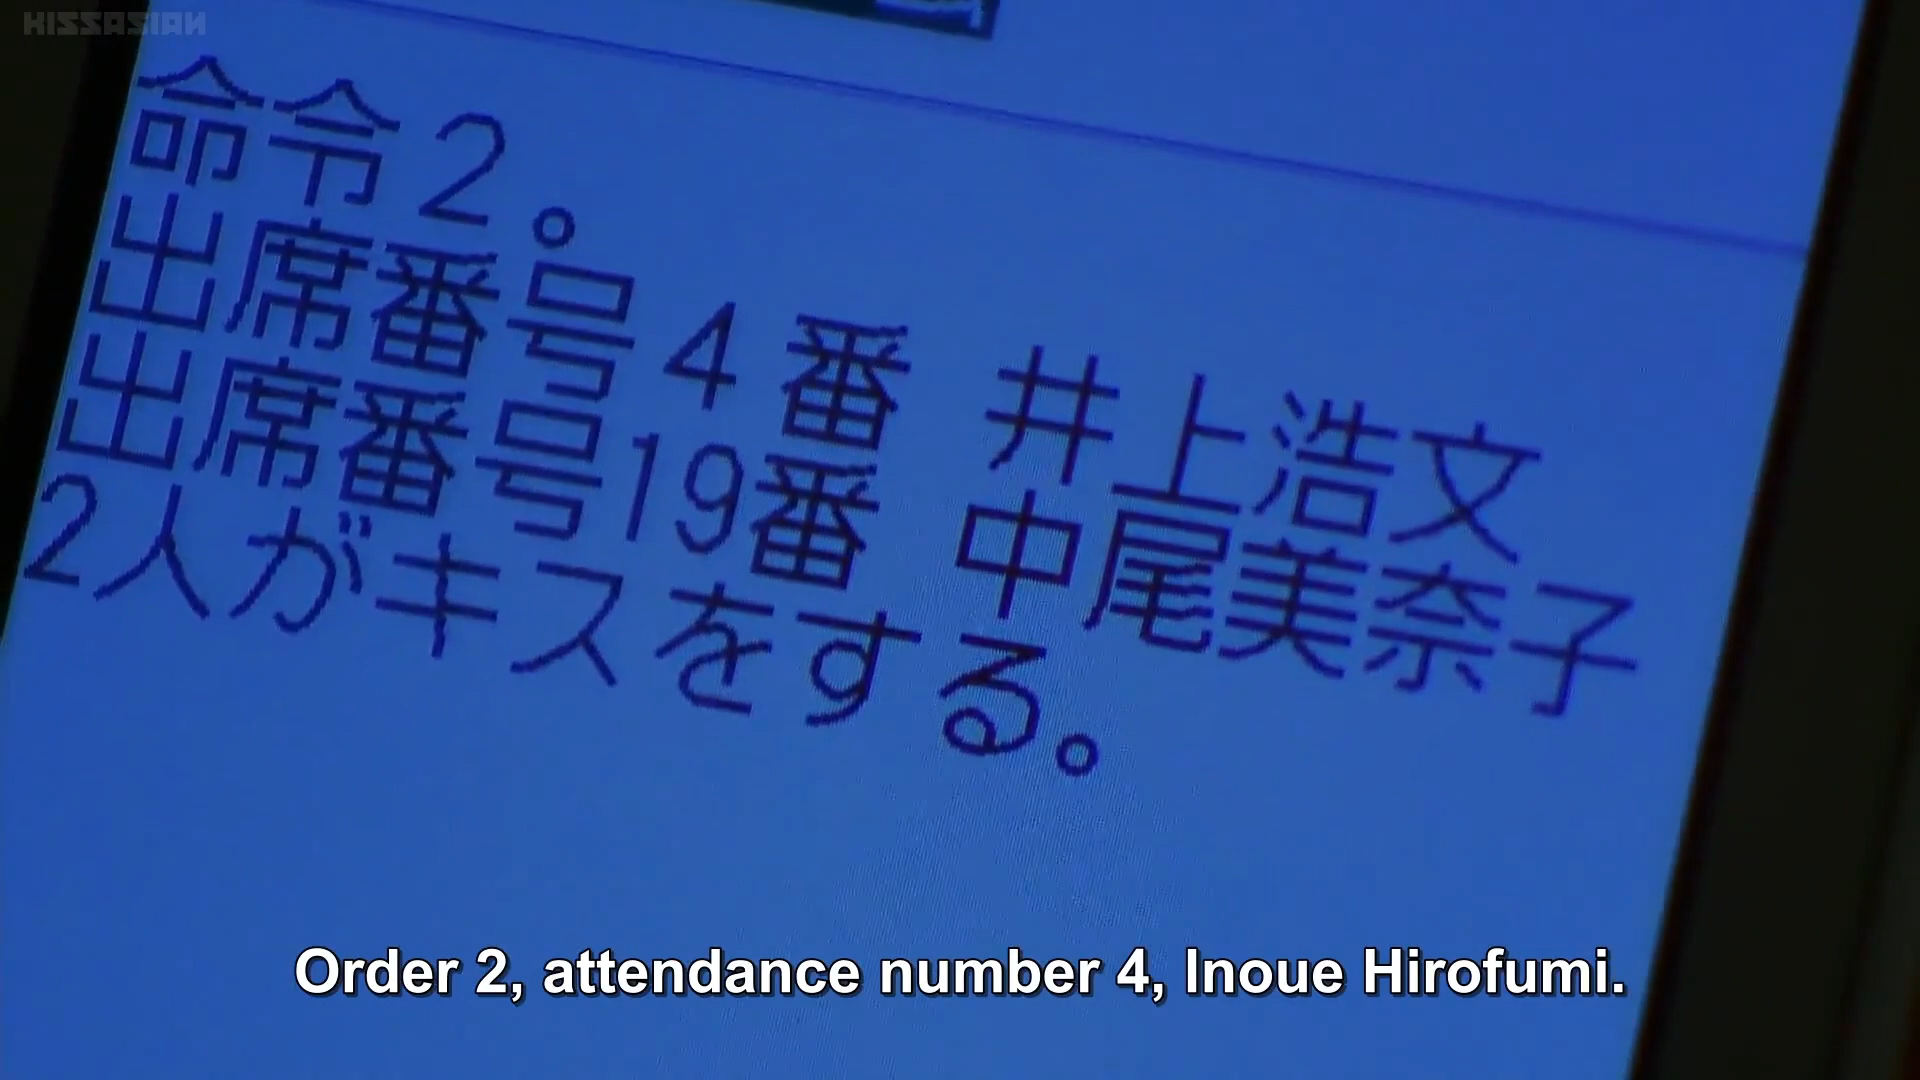 KISSASIAN
命令2。
出席番号4番 井上浩文
出席番号19番 中尾美奈子
2人がキスをする。
Order 2, attendance number 4, Inoue Hirofumi.